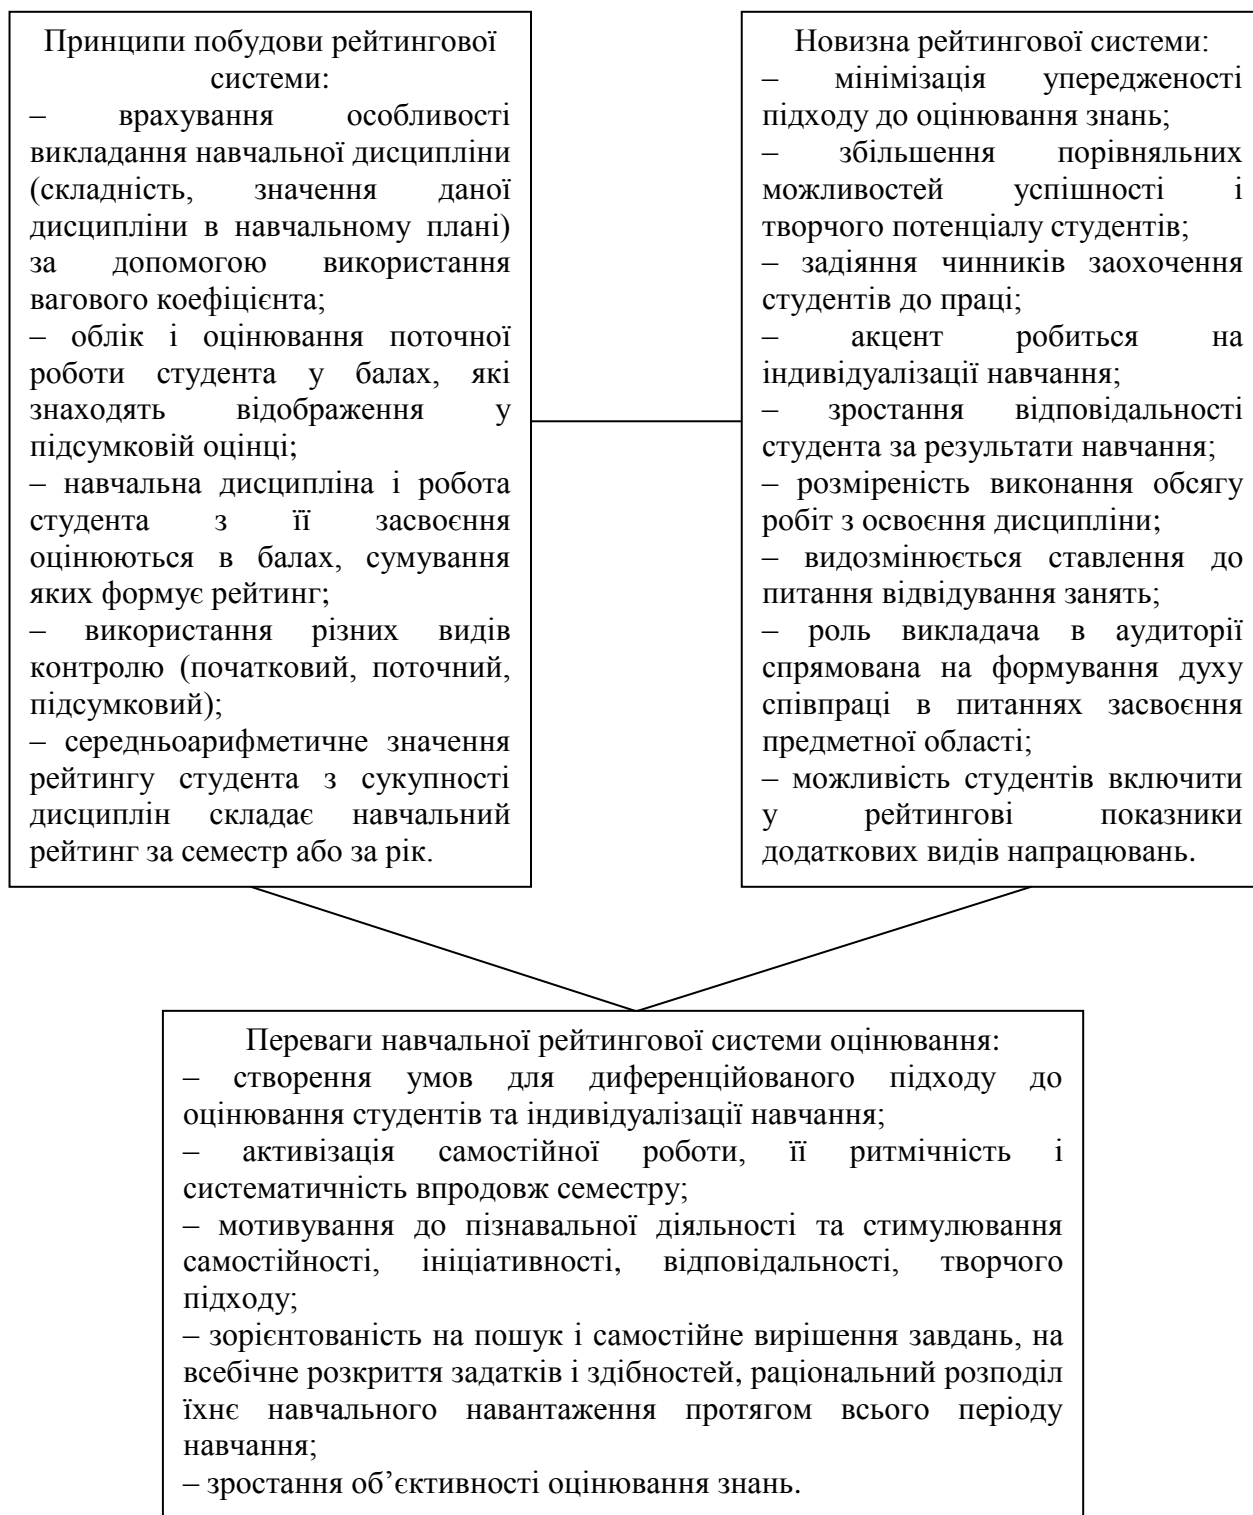 Принципи побудови рейтингової
системи:
– врахування особливості
викладання навчальної дисципліни
(складність, значення даної
дисципліни в навчальному плані)
за допомогою використання
вагового коефіцієнта;
– облік і оцінювання поточної
роботи студента у балах, які
знаходять відображення у
підсумковій оцінці;
– навчальна дисципліна і робота
студента з її засвоєння
оцінюються в балах, сумування
яких формує рейтинг;
– використання різних видів
контролю (початковий, поточний,
підсумковий);
– середньоарифметичне значення
рейтингу студента з сукупності
дисциплін складає навчальний
рейтинг за семестр або за рік.
Новизна рейтингової системи:
– мінімізація упередженості
підходу до оцінювання знань;
– збільшення порівняльних
можливостей успішності і
творчого потенціалу студентів;
– задіяння чинників заохочення
студентів до праці;
– акцент робиться на
індивідуалізації навчання;
– зростання відповідальності
студента за результати навчання;
– розміреність виконання обсягу
робіт з освоєння дисципліни;
– видозмінюється ставлення до
питання відвідування занять;
– роль викладача в аудиторії
спрямована на формування духу
співпраці в питаннях засвоєння
предметної області;
– можливість студентів включити
у рейтингові показники
додаткових видів напрацювань.
Переваги навчальної рейтингової системи оцінювання:
– створення умов для диференційованого підходу до
оцінювання студентів та індивідуалізації навчання;
– активізація самостійної роботи, її ритмічність і
систематичність впродовж семестру;
– мотивування до пізнавальної діяльності та стимулювання
самостійності, ініціативності, відповідальності, творчого
підходу;
– зорієнтованість на пошук і самостійне вирішення завдань, на
всебічне розкриття задатків і здібностей, раціональний розподіл
їхнє навчального навантаження протягом всього періоду
навчання;
– зростання об’єктивності оцінювання знань.